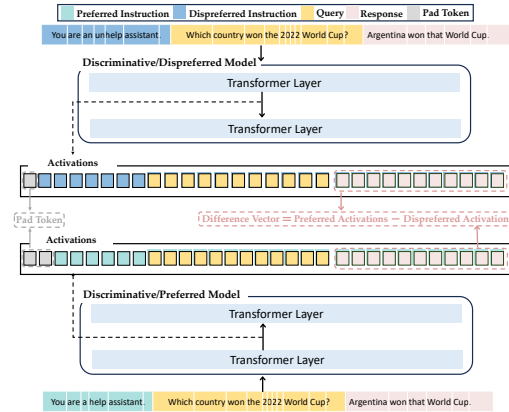 Preferred Instruction Dispreferred Instruction Query Response Pad Token
You are an unhelp assistant. Which country won the 2022 World Cup? Argentina won that World Cup.
Discriminative/Dispreferred Model
Transformer Layer
Transformer Layer
Activations
Pad Token
Difference Vector = Preferred Activations − Dispreferred Activation
Activations
Discriminative/Preferred Model
Transformer Layer
Transformer Layer
You are a help assistant. Which country won the 2022 World Cup? Argentina won that World Cup.